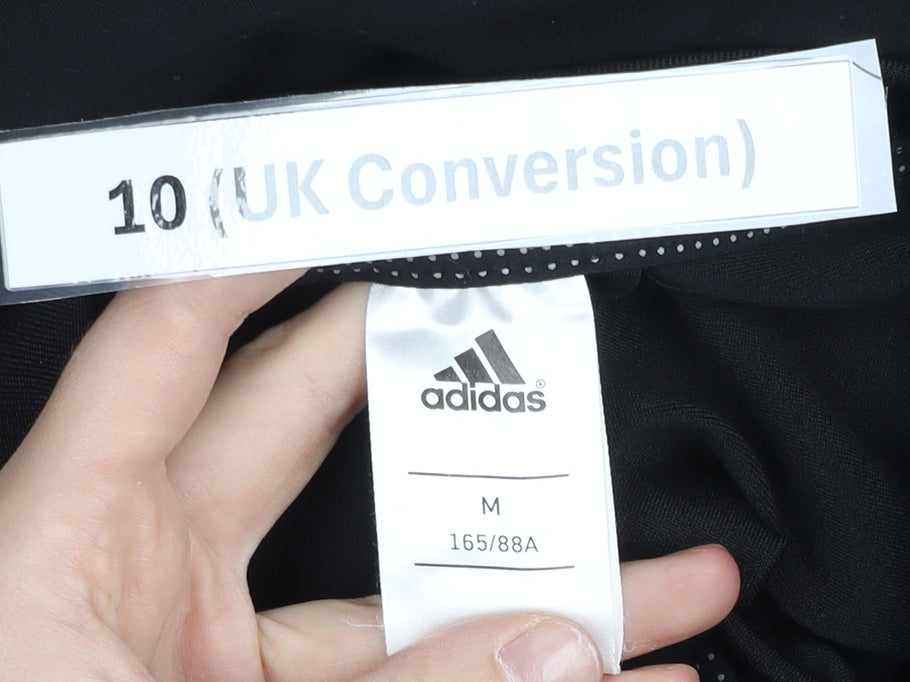 10 (UK Conversion)
adidas®
M
165/88A